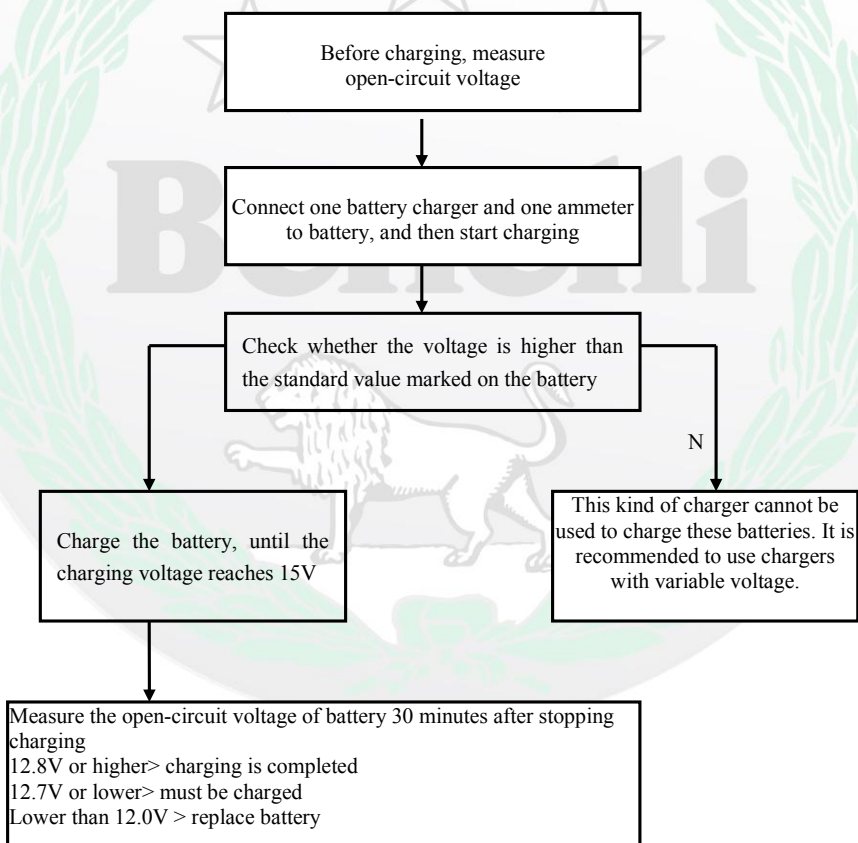 Before charging, measure
open-circuit voltage
Benelli
Connect one battery charger and one ammeter
to battery, and then start charging
Check whether the voltage is higher than
the standard value marked on the battery
N
Charge the battery, until the
charging voltage reaches 15V
This kind of charger cannot be
used to charge these batteries. It is
recommended to use chargers
with variable voltage.
Measure the open-circuit voltage of battery 30 minutes after stopping
charging
12.8V or higher> charging is completed
12.7V or lower> must be charged
Lower than 12.0V > replace battery